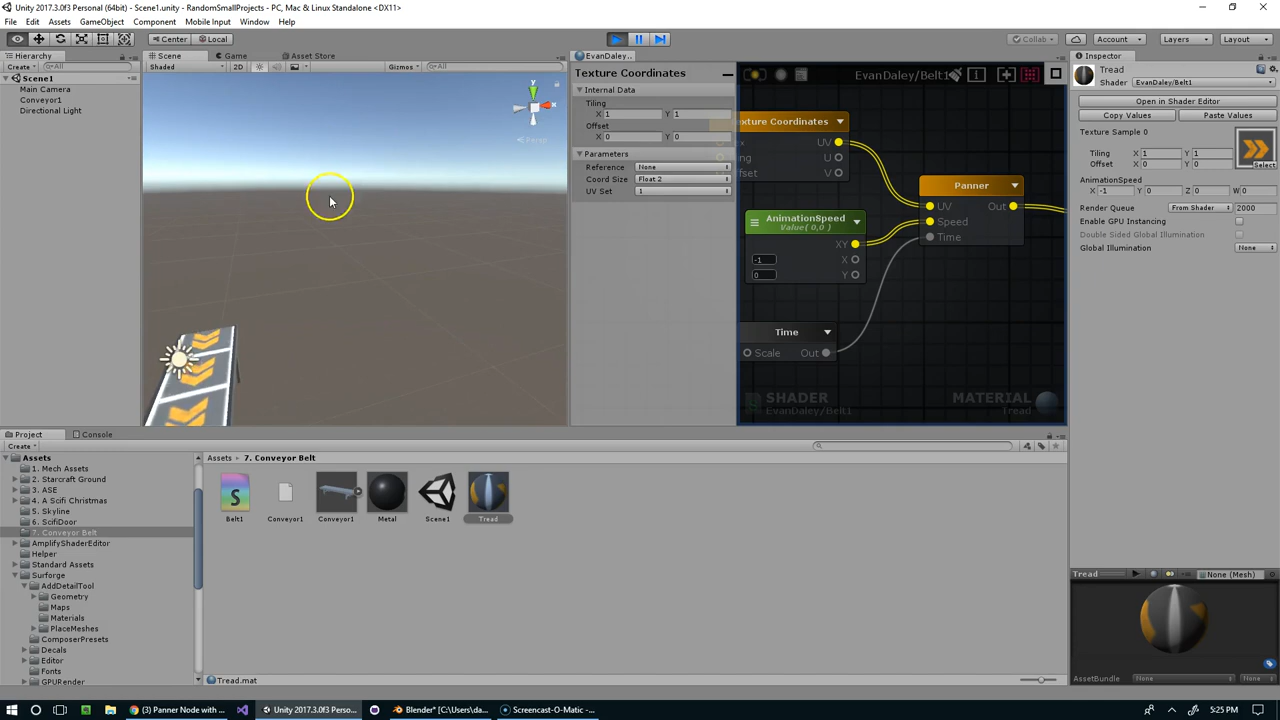 Unity 2017.3.0f3 Personal (64bit) - Scene1.unity - RandomSmallProjects - PC, Mac & Linux Standalone <DX11>
File Edit Assets GameObject Component Mobile Input Window Help
Center Local Collab Account Layers Layout
Hierarchy Scene Game Asset Store EvanDaley.. Inspector
Create All Shaded 2D Gizmos All
Scene1
Main Camera
Conveyor1
Directional Light
y
x
Persp
Texture Coordinates
Internal Data
Tiling
X 1 Y 1
Offset
X 0 Y 0
Parameters
Reference None
Coord Size Float 2
UV Set 1
EvanDaley/Belt1
exture Coordinates
UV
U
V
AnimationSpeed
Value( 0,0 )
XY
-1 X
0 Y
Time
Scale Out
Panner
UV Out
Speed
Time
SHADER
EvanDaley/Belt1
MATERIAL
Tread
Tread
Shader EvanDaley/Belt1
Open in Shader Editor
Copy Values Paste Values
Texture Sample 0
Tiling X 1 Y 1
Offset X 0 Y 0
Select
AnimationSpeed
X -1 Y 0 Z 0 W 0
Render Queue From Shader 2000
Enable GPU Instancing
Double Sided Global Illumination
Global Illumination None
Project Console
Create
Assets
1. Mech Assets
2. Starcraft Ground
3. ASE
4. A Scifi Christmas
5. Skyline
6. ScifiDoor
7. Conveyor Belt
AmplifyShaderEditor
Helper
Standard Assets
Surforge
AddDetailTool
Geometry
Maps
Materials
PlaceMeshes
ComposerPresets
Decals
Editor
Fonts
GPURender
Assets 7. Conveyor Belt
S
Belt1 Conveyor1 Conveyor1 Metal Scene1 Tread
Tread.mat
Tread None (Mesh)
AssetBundle None None
(3) Panner Node with Unity 2017.3.0f3 Perso... Blender* [C:\Users\da... Screencast-O-Matic - ... 5:25 PM